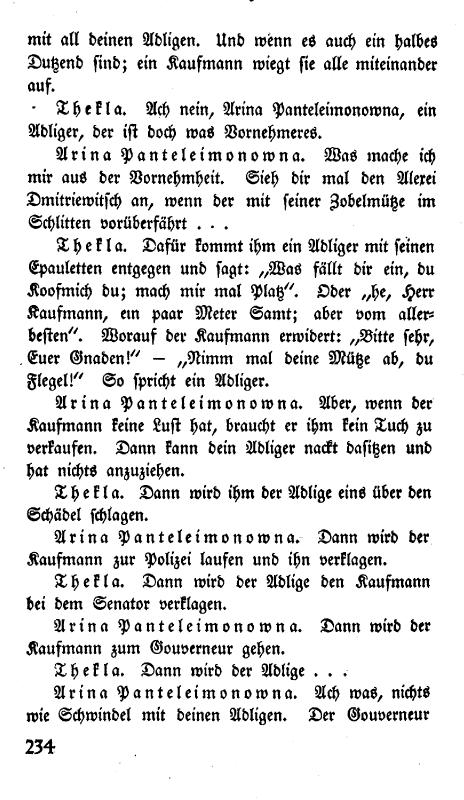 mit all deinen Adligen. Und wenn es auch ein halbes
Dutzend sind; ein Kaufmann wiegt sie alle miteinander
auf.
Thekla. Ach nein, Arina Panteleimonowna, ein
Adliger, der ist doch was Vornehmeres.
Arina Panteleimonowna. Was mache ich
mir aus der Vornehmheit. Sieh dir mal den Alexei
Dmitriewitsch an, wenn der mit seiner Zobelmütze im
Schlitten vorüberfährt . . .
Thekla. Dafür kommt ihm ein Adliger mit seinen
Epauletten entgegen und sagt: „Was fällt dir ein, du
Koofmich du; mach mir mal Platz“. Oder „he, Herr
Kaufmann, ein paar Meter Samt; aber vom aller-
besten“. Worauf der Kaufmann erwidert: „Bitte sehr,
Euer Gnaden!“ — „Nimm mal deine Mütze ab, du
Flegel!“ So spricht ein Adliger.
Arina Panteleimonowna. Aber, wenn der
Kaufmann keine Lust hat, braucht er ihm kein Tuch zu
verkaufen. Dann kann dein Adliger nackt dasitzen und
hat nichts anzuziehen.
Thekla. Dann wird ihm der Adlige eins über den
Schädel schlagen.
Arina Panteleimonowna. Dann wird der
Kaufmann zur Polizei laufen und ihn verklagen.
Thekla. Dann wird der Adlige den Kaufmann
bei dem Senator verklagen.
Arina Panteleimonowna. Dann wird der
Kaufmann zum Gouverneur gehen.
Thekla. Dann wird der Adlige . . .
Arina Panteleimonowna. Ach was, nichts
wie Schwindel mit deinen Adligen. Der Gouverneur
234